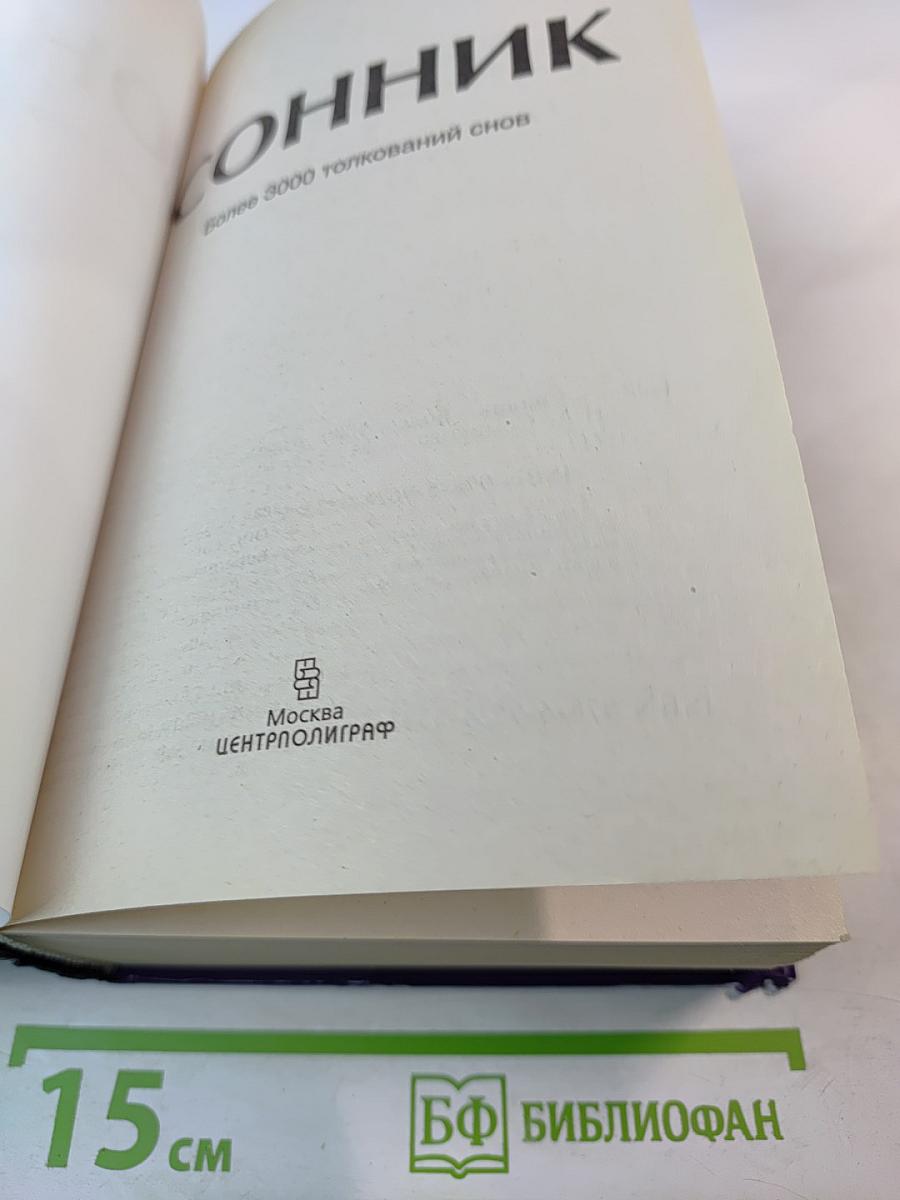 СОННИК
Более 3000 толкований снов
Москва
ЦЕНТРПОЛИГРАФ
15 см
БФ БИБЛИОФАН